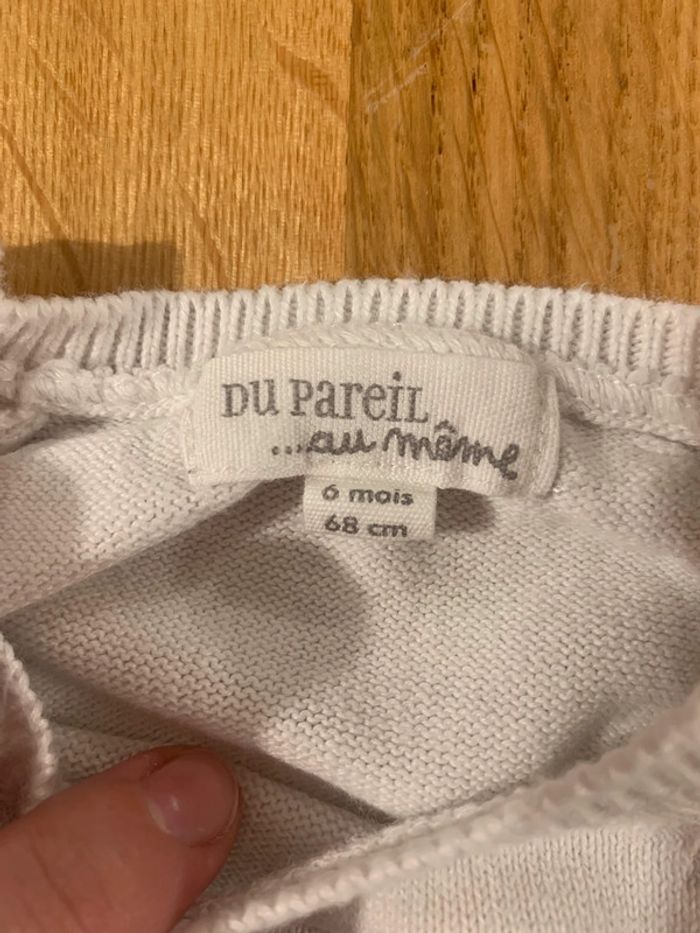 Du Pareil
...au même
6 mois
68 cm